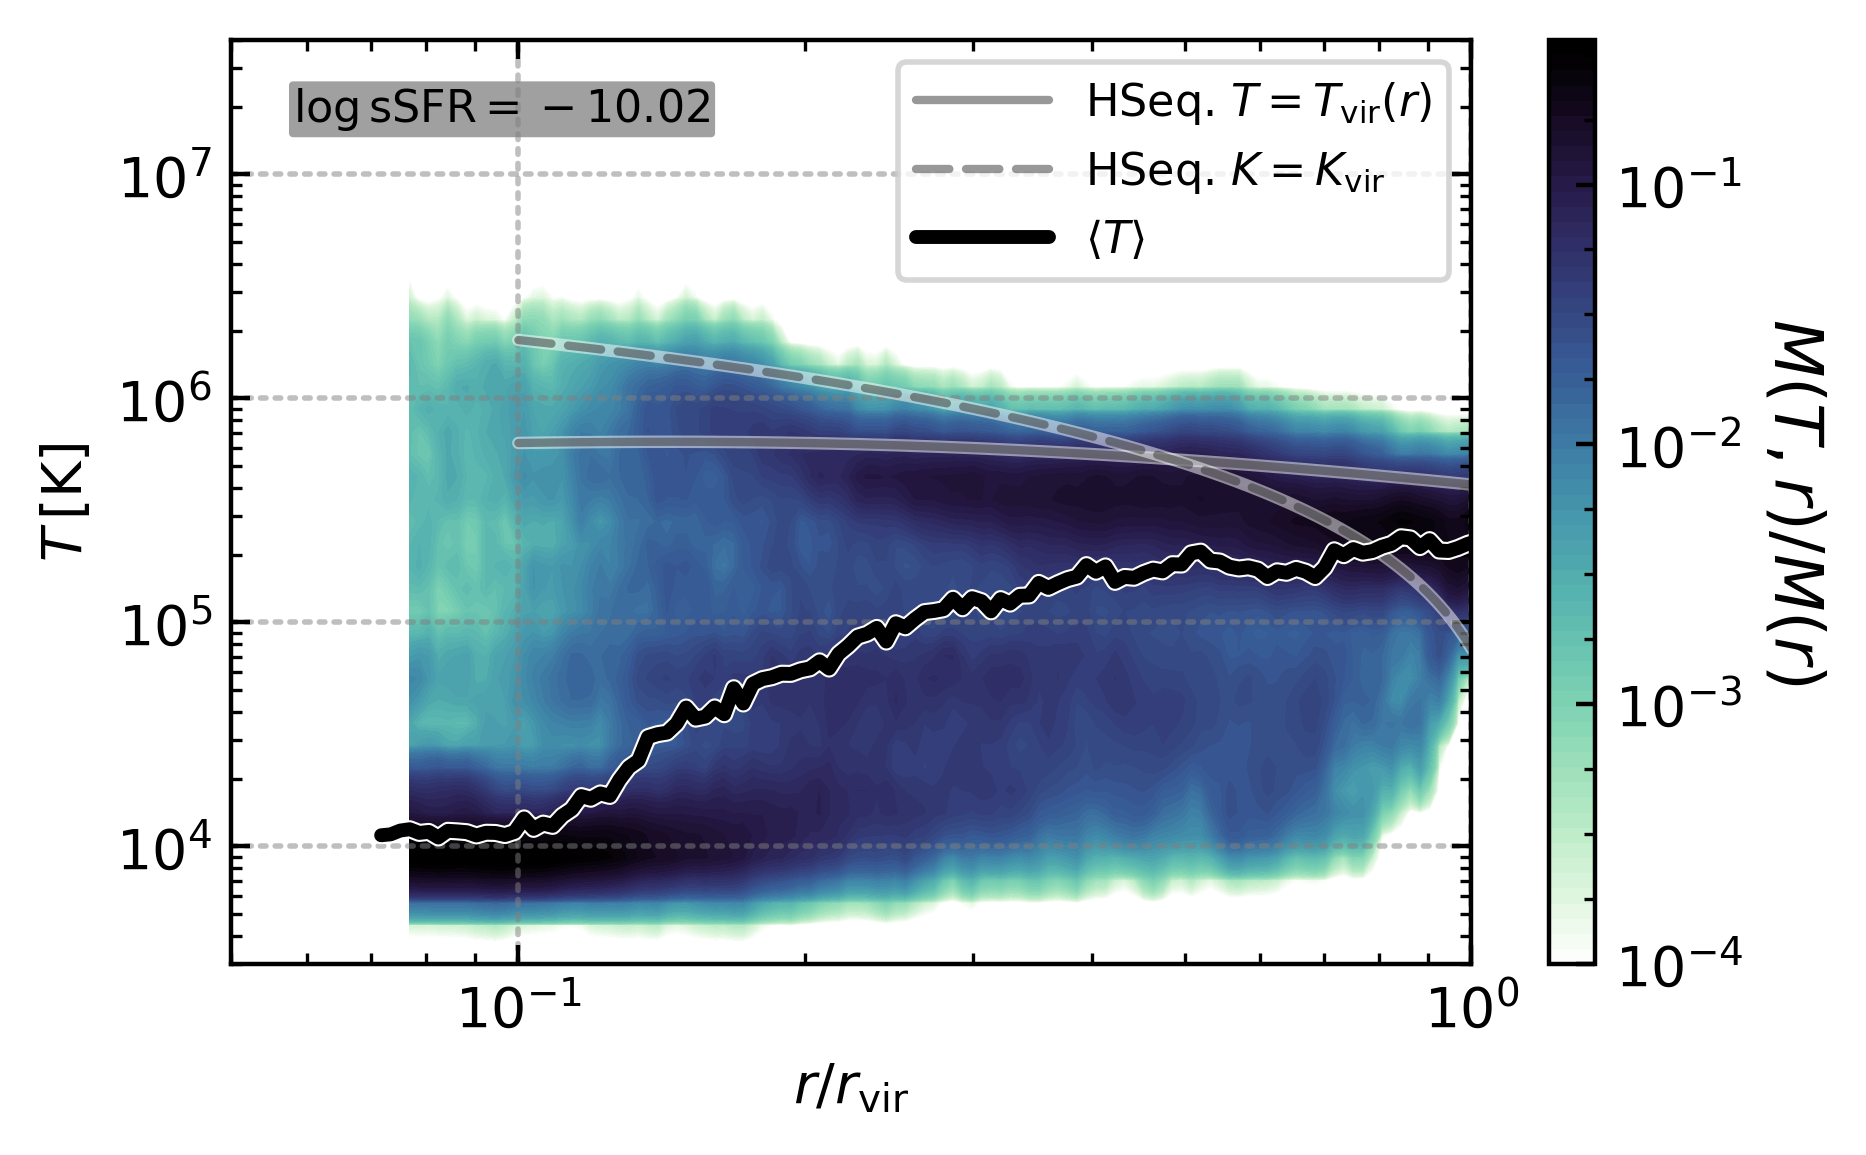 log sSFR = −10.02
HSeq. T = T_vir(r)
HSeq. K = K_vir
⟨T⟩
10^7
10^6
10^5
10^4
T [K]
10^−1
10^0
r/r_vir
10^−1
10^−2
10^−3
10^−4
M(T, r)/M(r)